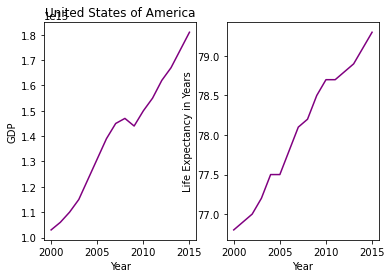 United States of America
1e13
1.8
1.7
1.6
1.5
1.4
1.3
1.2
1.1
1.0
GDP
2000 2005 2010 2015
Year
79.0
78.5
78.0
77.5
77.0
Life Expectancy in Years
2000 2005 2010 2015
Year